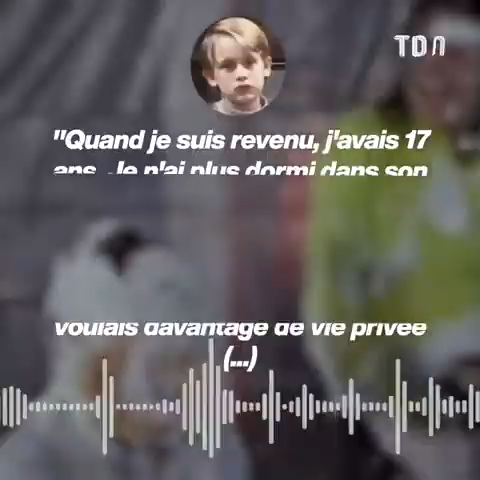 TDN
"Quand je suis revenu, j'avais 17
ans. Je n'ai plus dormi dans son
voulais davantage de vie privée
(...)